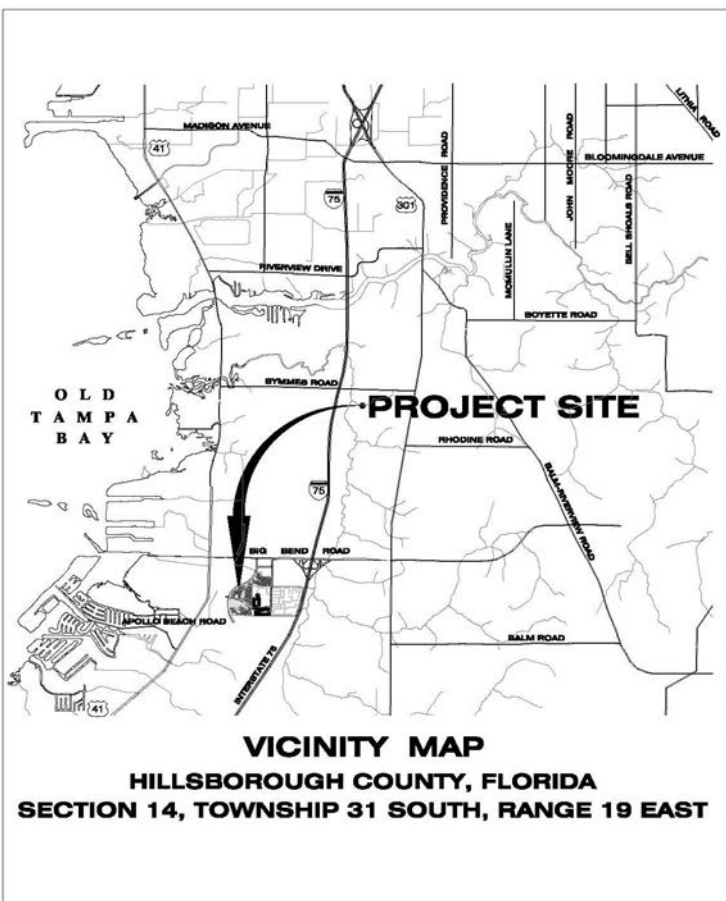 LITHIA ROAD
MADISON AVENUE
41
PROVIDENCE ROAD
JOHN MOORE ROAD
BLOOMINGDALE AVENUE
75
301
BELL SHOALS ROAD
MCMULLIN LANE
RIVERVIEW DRIVE
BOYETTE ROAD
SYMMES ROAD
OLD
TAMPA
BAY
PROJECT SITE
RHODINE ROAD
BALM-RIVERVIEW ROAD
75
BIG BEND ROAD
APOLLO BEACH ROAD
BALM ROAD
INTERSTATE 75
41
VICINITY MAP
HILLSBOROUGH COUNTY, FLORIDA
SECTION 14, TOWNSHIP 31 SOUTH, RANGE 19 EAST